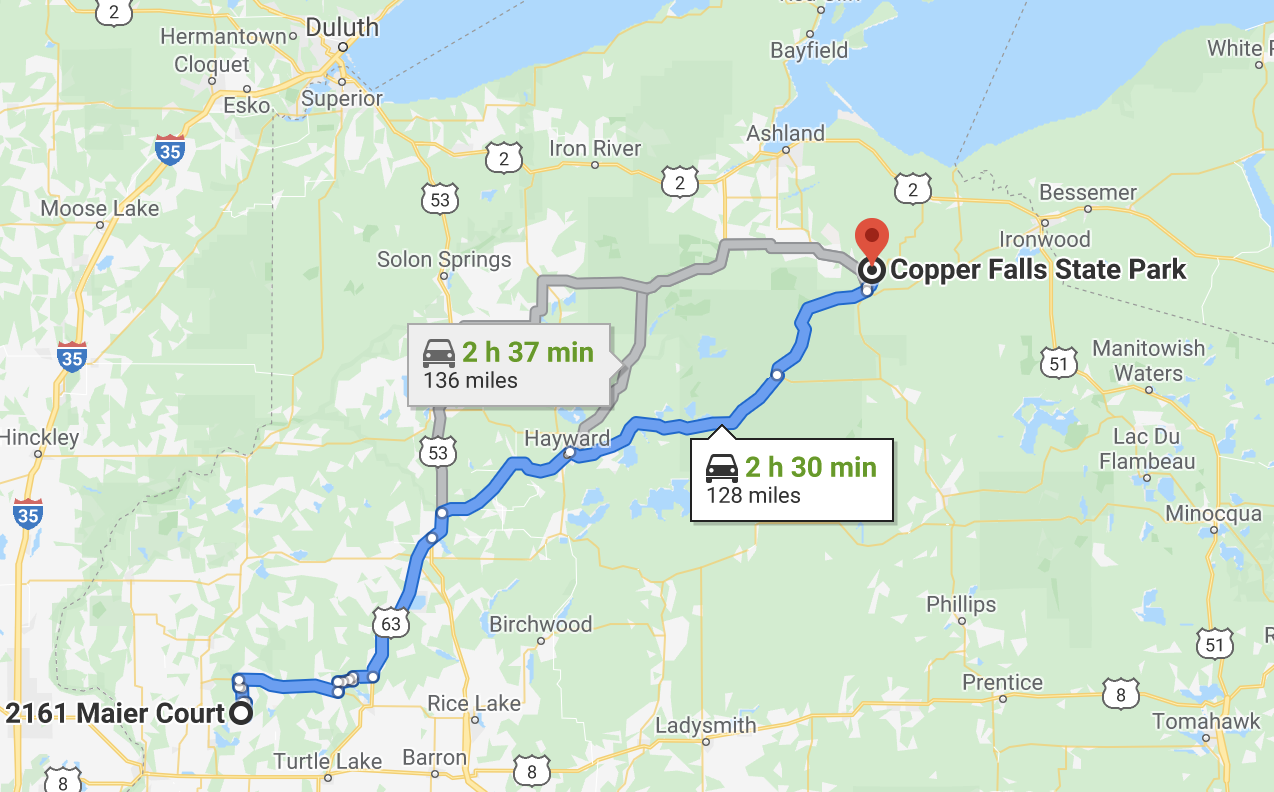 2
Hermantown
Duluth
Cloquet
Esko
Superior
Bayfield
White
35
2
Iron River
Ashland
2
2
53
Moose Lake
Bessemer
Ironwood
Solon Springs
Copper Falls State Park
35
2 h 37 min
136 miles
51
Manitowish
Waters
Hinckley
Hayward
53
2 h 30 min
128 miles
Lac Du
Flambeau
35
Minocqua
63
Birchwood
Phillips
51
2161 Maier Court
Rice Lake
Prentice
8
Ladysmith
Tomahawk
Turtle Lake
Barron
8
8